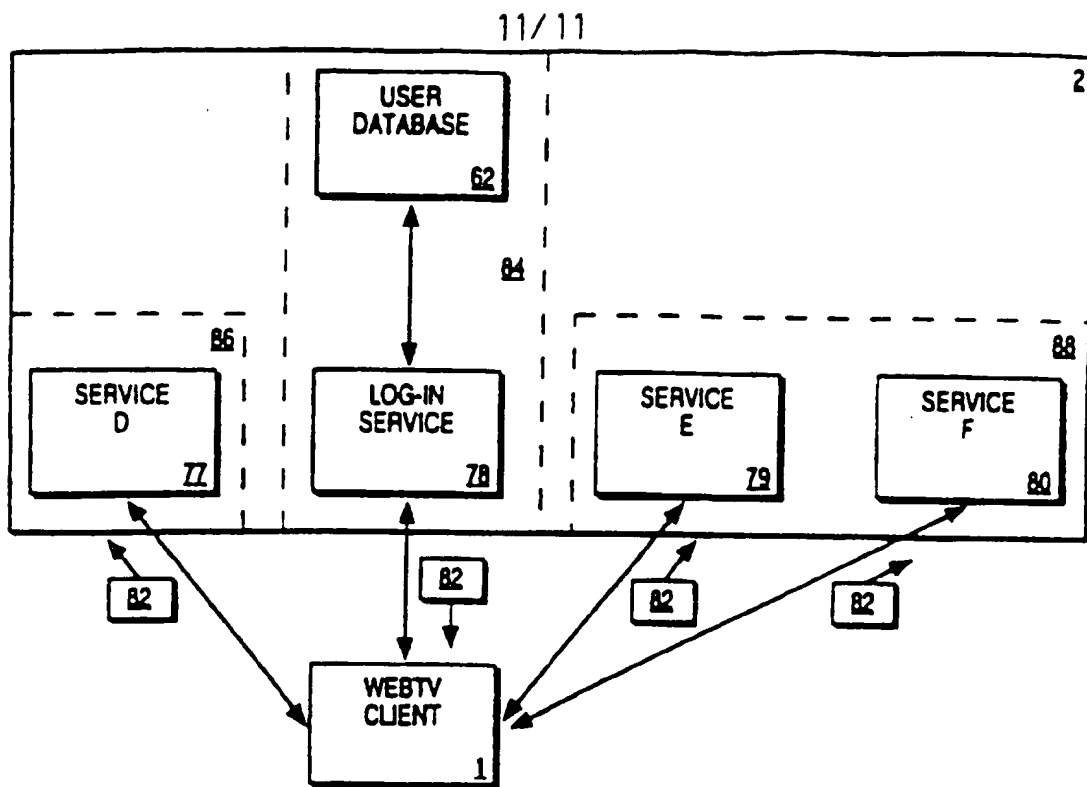 11/11
2
USER
DATABASE
62
84
86
88
SERVICE
D
77
LOG-IN
SERVICE
78
SERVICE
E
79
SERVICE
F
80
82
82
82
82
WEBTV
CLIENT
1